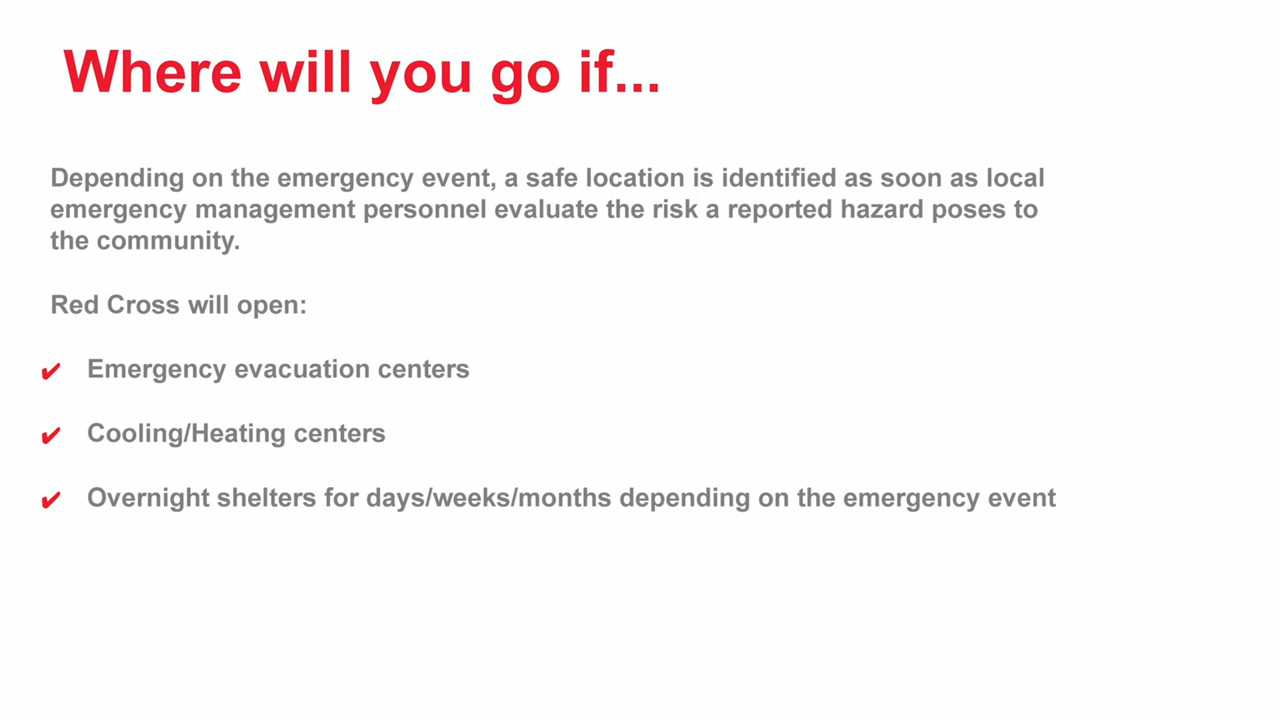 Where will you go if...
Depending on the emergency event, a safe location is identified as soon as local
emergency management personnel evaluate the risk a reported hazard poses to
the community.
Red Cross will open:
✔ Emergency evacuation centers
✔ Cooling/Heating centers
✔ Overnight shelters for days/weeks/months depending on the emergency event